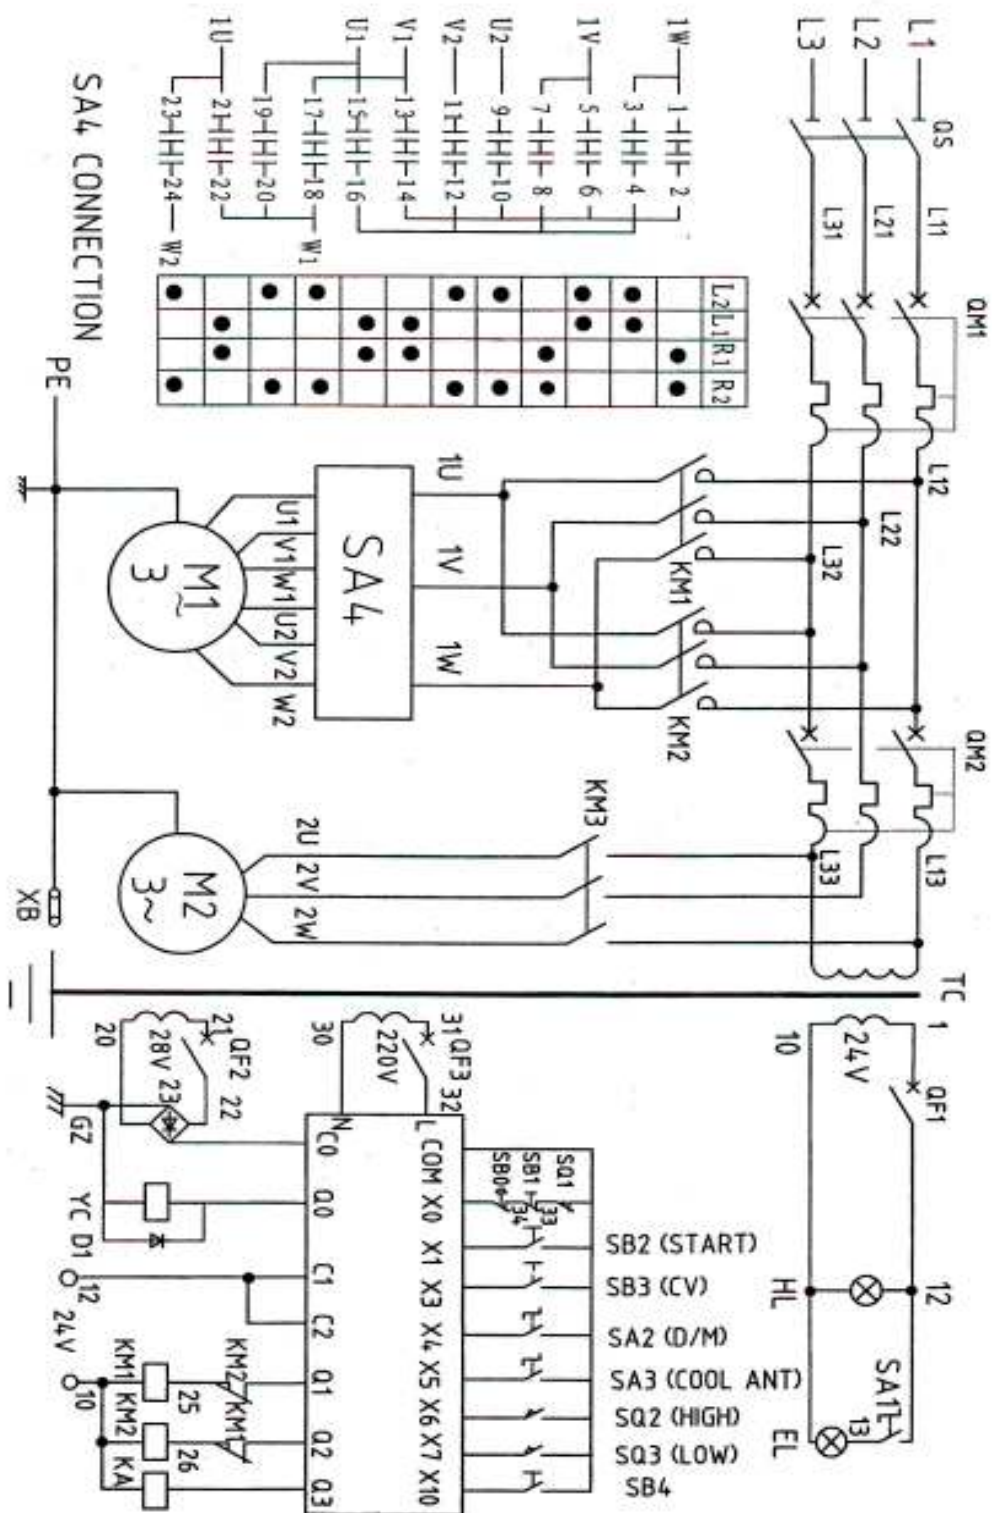 L1
L2
L3
QS
L11
L21
L31
QM1
L12
L22
L32
KM1
KM2
QM2
L13
L33
KM3
TC
1
10
24V
QF1
12
HL
SA1
13
EL
1W
1V
U2
V2
V1
U1
1U
1 2
3 4
5 6
7 8
9 10
11 12
13 14
15 16
17 18
19 20
21 22
23 24
W1
W2
L2 L1 R1 R2
SA4 CONNECTION
PE
1U
1V
1W
SA4
U1
V1
W1
U2
V2
W2
M1
3~
2U
2V
2W
M2
3~
XB
31
QF3
32
220V
30
21
QF2
22
28V
20
23
GZ
N
L
COM
X0
X1
X3
X4
X5
X6
X7
X10
C0
Q0
C1
C2
Q1
Q2
Q3
SQ1
33
SB1
34
SB0
SB2 (START)
SB3 (CV)
SA2 (D/M)
SA3 (COOL ANT)
SQ2 (HIGH)
SQ3 (LOW)
SB4
YC
D1
12
24V
10
KM2
25
KM1
KM1
26
KM2
KA